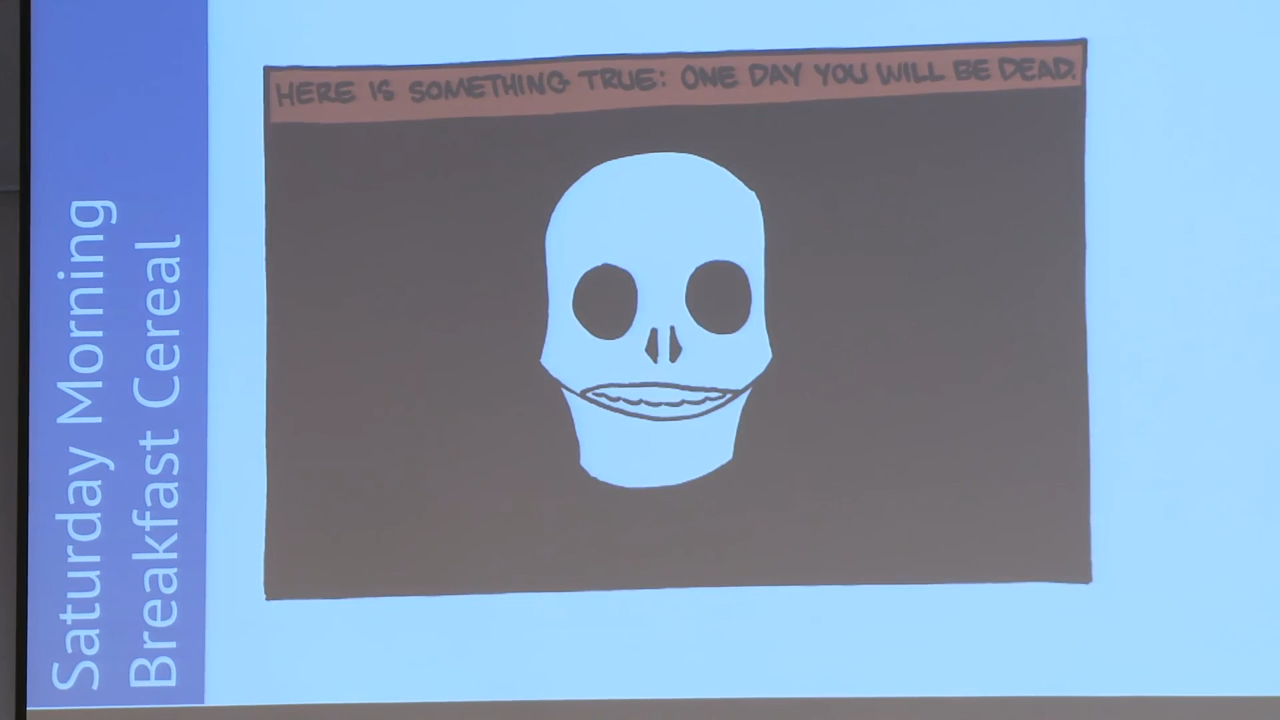 Saturday Morning
Breakfast Cereal
HERE IS SOMETHING TRUE: ONE DAY YOU WILL BE DEAD.